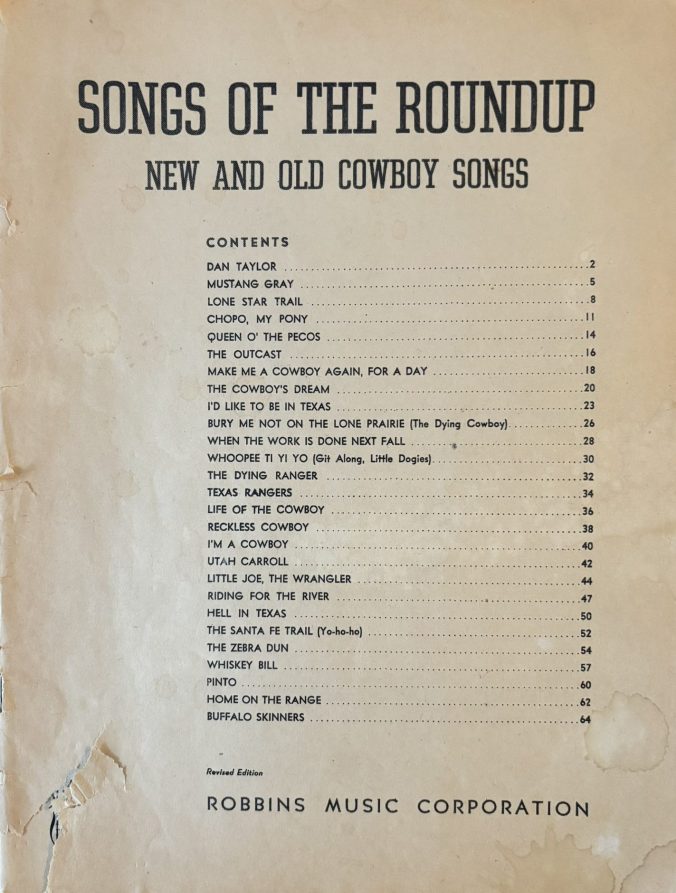 SONGS OF THE ROUNDUP
NEW AND OLD COWBOY SONGS
CONTENTS
DAN TAYLOR ........ 2
MUSTANG GRAY ........ 5
LONE STAR TRAIL ........ 8
CHOPO, MY PONY ........ 11
QUEEN O' THE PECOS ........ 14
THE OUTCAST ........ 16
MAKE ME A COWBOY AGAIN, FOR A DAY ........ 18
THE COWBOY'S DREAM ........ 20
I'D LIKE TO BE IN TEXAS ........ 23
BURY ME NOT ON THE LONE PRAIRIE (The Dying Cowboy) ........ 26
WHEN THE WORK IS DONE NEXT FALL ........ 28
WHOOPEE TI YI YO (Git Along, Little Dogies) ........ 30
THE DYING RANGER ........ 32
TEXAS RANGERS ........ 34
LIFE OF THE COWBOY ........ 36
RECKLESS COWBOY ........ 38
I'M A COWBOY ........ 40
UTAH CARROLL ........ 42
LITTLE JOE, THE WRANGLER ........ 44
RIDING FOR THE RIVER ........ 47
HELL IN TEXAS ........ 50
THE SANTA FE TRAIL (Yo-ho-ho) ........ 52
THE ZEBRA DUN ........ 54
WHISKEY BILL ........ 57
PINTO ........ 60
HOME ON THE RANGE ........ 62
BUFFALO SKINNERS ........ 64
Revised Edition
ROBBINS MUSIC CORPORATION